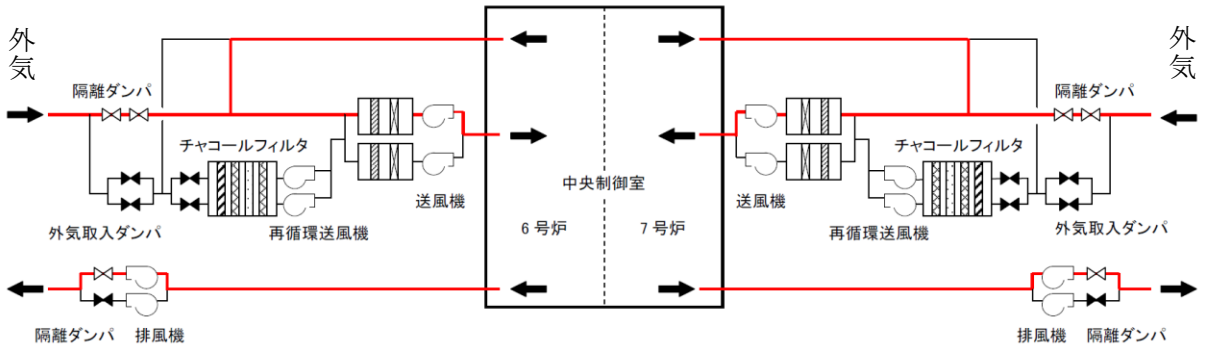 外気
外気
隔離ダンパ
隔離ダンパ
チャコールフィルタ
チャコールフィルタ
中央制御室
送風機
送風機
6号炉
7号炉
外気取入ダンパ
再循環送風機
再循環送風機
外気取入ダンパ
隔離ダンパ
排風機
排風機
隔離ダンパ